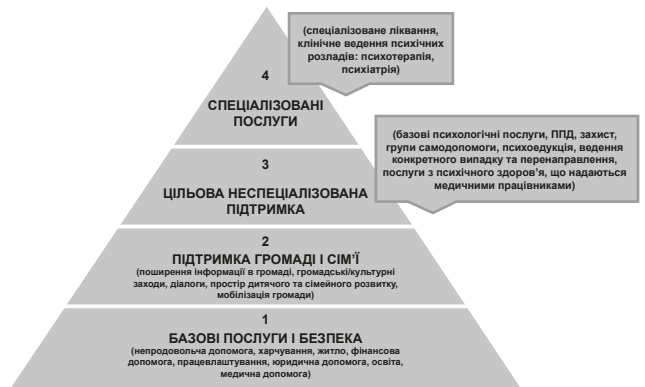 (спеціалізоване ліквання,
клінічне ведення психічних
розладів: психотерапія,
психіатрія)
4
СПЕЦІАЛІЗОВАНІ
ПОСЛУГИ
(базові психологічні послуги, ППД, захист,
групи самодопомоги, психоедукція, ведення
конкретного випадку та перенаправлення,
послуги з психічного здоров’я, що надаються
медичними працівниками)
3
ЦІЛЬОВА НЕСПЕЦІАЛІЗОВАНА
ПІДТРИМКА
2
ПІДТРИМКА ГРОМАДІ І СІМ’Ї
(поширення інформації в громаді, громадські/культурні
заходи, діалоги, простір дитячого та сімейного розвитку,
мобілізація громади)
1
БАЗОВІ ПОСЛУГИ І БЕЗПЕКА
(непродовольча допомога, харчування, житло, фінансова
допомога, працевлаштування, юридична допомога, освіта,
медична допомога)